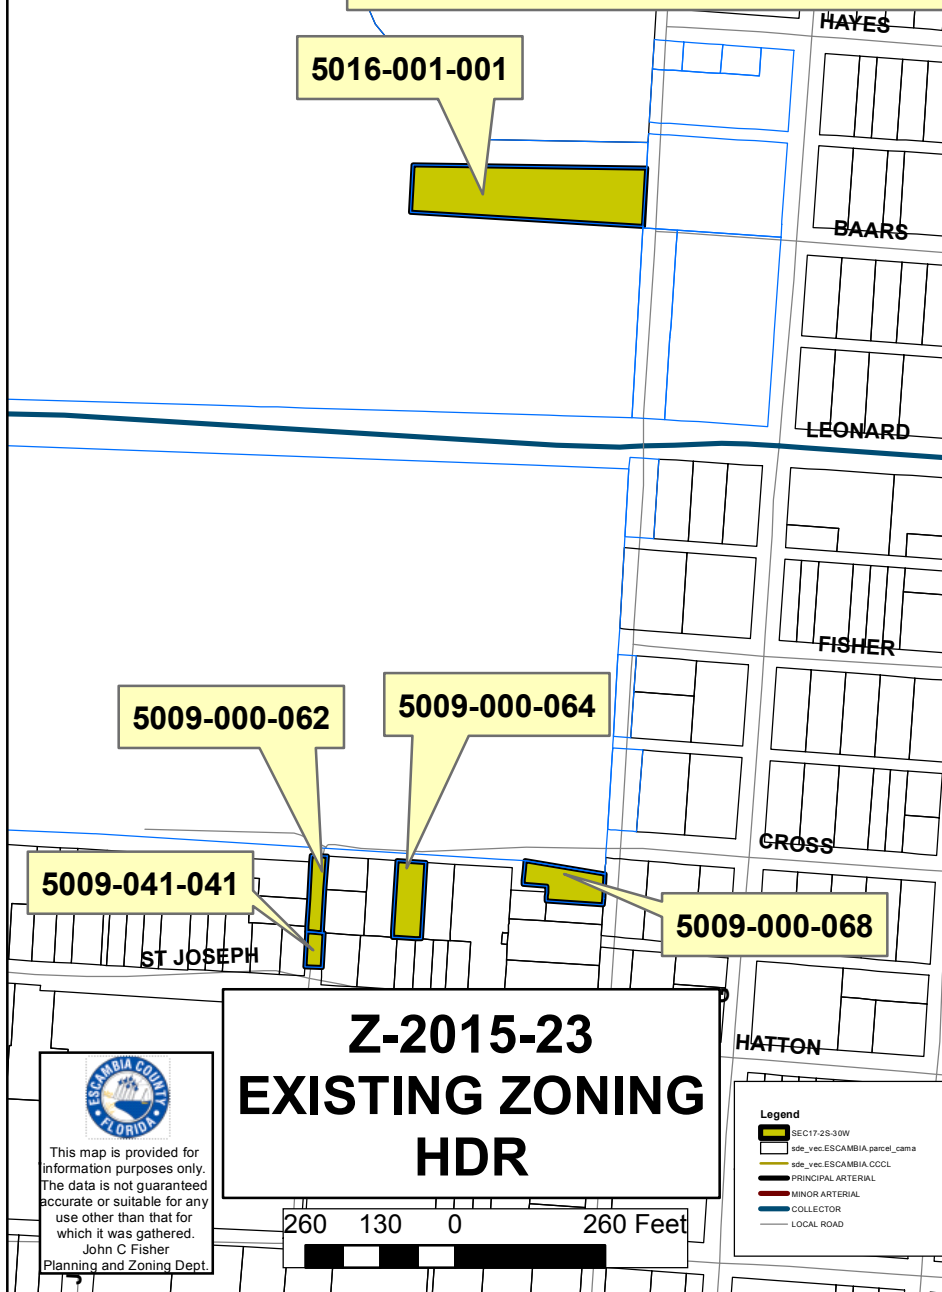 HAYES
5016-001-001
BAARS
LEONARD
FISHER
5009-000-062
5009-000-064
CROSS
5009-041-041
5009-000-068
ST JOSEPH
HATTON
Z-2015-23
EXISTING ZONING
HDR
ESCAMBIA COUNTY
FLORIDA
This map is provided for
information purposes only.
The data is not guaranteed
accurate or suitable for any
use other than that for
which it was gathered.
John C Fisher
Planning and Zoning Dept.
260 130 0 260 Feet
Legend
SEC17-2S-30W
sde_vec.ESCAMBIA.parcel_cama
sde_vec.ESCAMBIA.CCCL
PRINCIPAL ARTERIAL
MINOR ARTERIAL
COLLECTOR
LOCAL ROAD